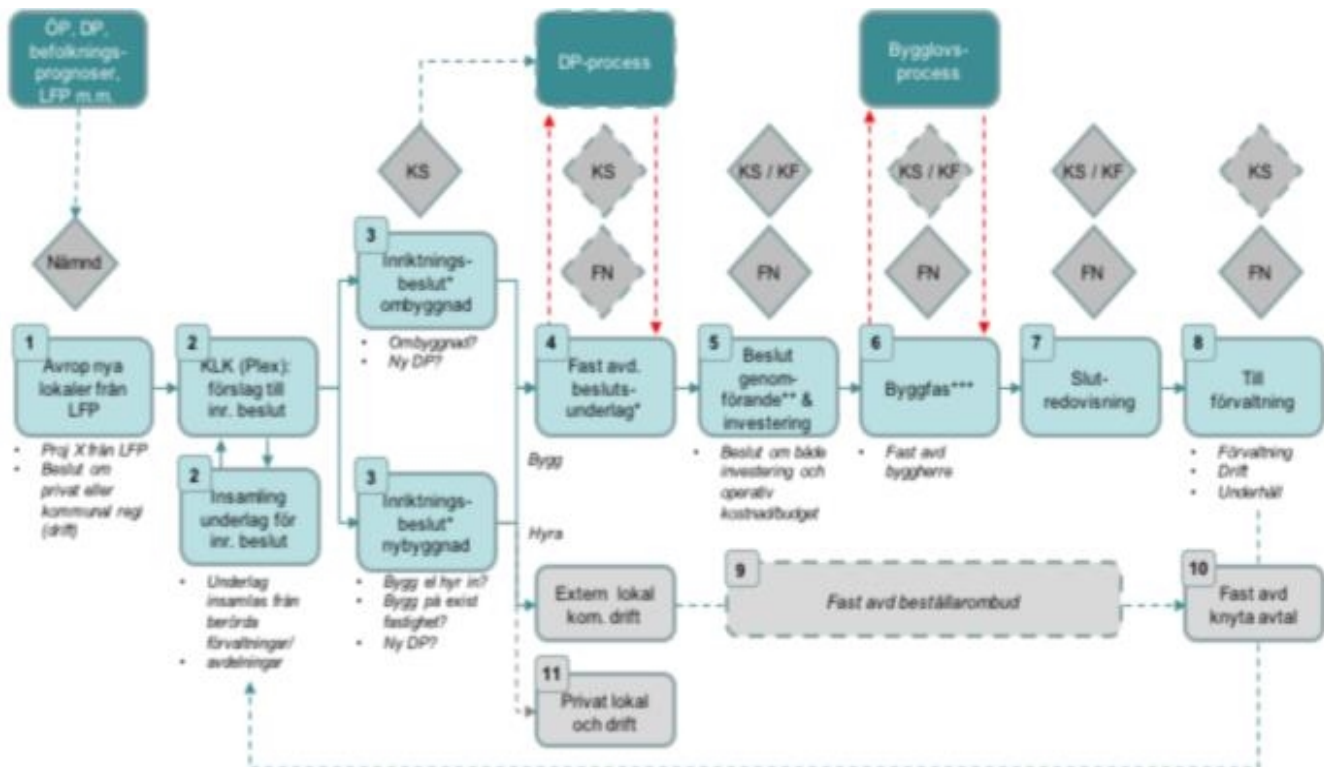 ÖP, DP,
befolknings-
prognoser,
LFP m.m.
DP-process
Bygglovs-
process
KS
KS
KS / KF
KS / KF
KS / KF
KS
Nämnd
FN
FN
FN
FN
FN
3
Inriktnings-
beslut*
ombyggnad
• Ombyggnad?
• Ny DP?
1
Avrop nya
lokaler från
LFP
• Proj X från LFP
• Beslut om
privat eller
kommunal regi
(drift)
2
KLK (Plex):
förslag till
inr. beslut
2
Insamling
underlag för
inr. beslut
• Underlag
insamlas från
berörda
förvaltningar/
• avdelningar
3
Inriktnings-
beslut*
nybyggnad
• Bygg el hyr in?
• Bygg på exist
fastighet?
• Ny DP?
4
Fast avd.
besluts-
underlag*
Bygg
Hyra
5
Beslut
genom-
förande** &
investering
• Beslut om både
investering och
operativ
kostnad/budget
6
Byggfas***
• Fast avd
byggherre
7
Slut-
redovisning
8
Till
förvaltning
• Förvaltning
• Drift
• Underhåll
Extern lokal
kom. drift
9
Fast avd beställarombud
10
Fast avd
knyta avtal
11
Privat lokal
och drift